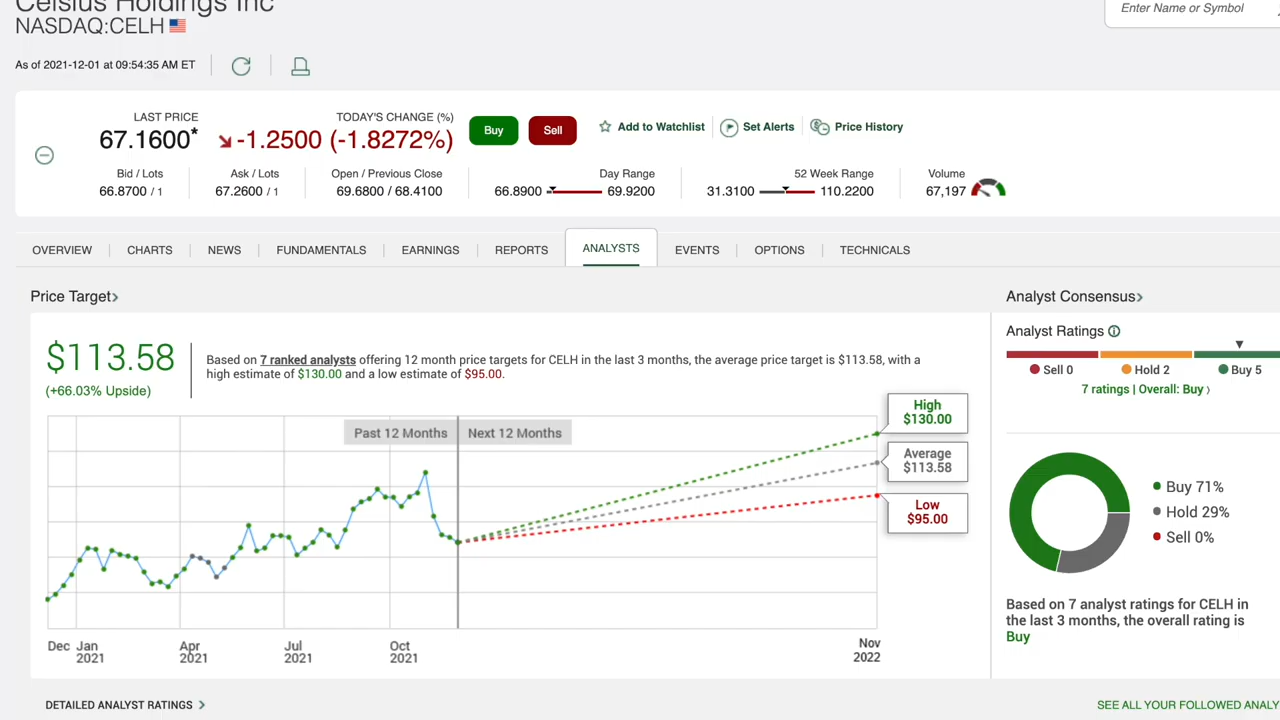 Celsius Holdings Inc
NASDAQ:CELH
Enter Name or Symbol
As of 2021-12-01 at 09:54:35 AM ET
LAST PRICE
67.1600*
TODAY'S CHANGE (%)
-1.2500 (-1.8272%)
Buy
Sell
Add to Watchlist
Set Alerts
Price History
Bid / Lots
66.8700 / 1
Ask / Lots
67.2600 / 1
Open / Previous Close
69.6800 / 68.4100
Day Range
66.8900 69.9200
52 Week Range
31.3100 110.2200
Volume
67,197
OVERVIEW CHARTS NEWS FUNDAMENTALS EARNINGS REPORTS ANALYSTS EVENTS OPTIONS TECHNICALS
Price Target
$113.58
(+66.03% Upside)
Based on 7 ranked analysts offering 12 month price targets for CELH in the last 3 months, the average price target is $113.58, with a
high estimate of $130.00 and a low estimate of $95.00.
Past 12 Months
Next 12 Months
High
$130.00
Average
$113.58
Low
$95.00
Dec
Jan
2021
Apr
2021
Jul
2021
Oct
2021
Nov
2022
DETAILED ANALYST RATINGS
Analyst Consensus
Analyst Ratings
Sell 0
Hold 2
Buy 5
7 ratings | Overall: Buy
Buy 71%
Hold 29%
Sell 0%
Based on 7 analyst ratings for CELH in
the last 3 months, the overall rating is
Buy
SEE ALL YOUR FOLLOWED ANALY